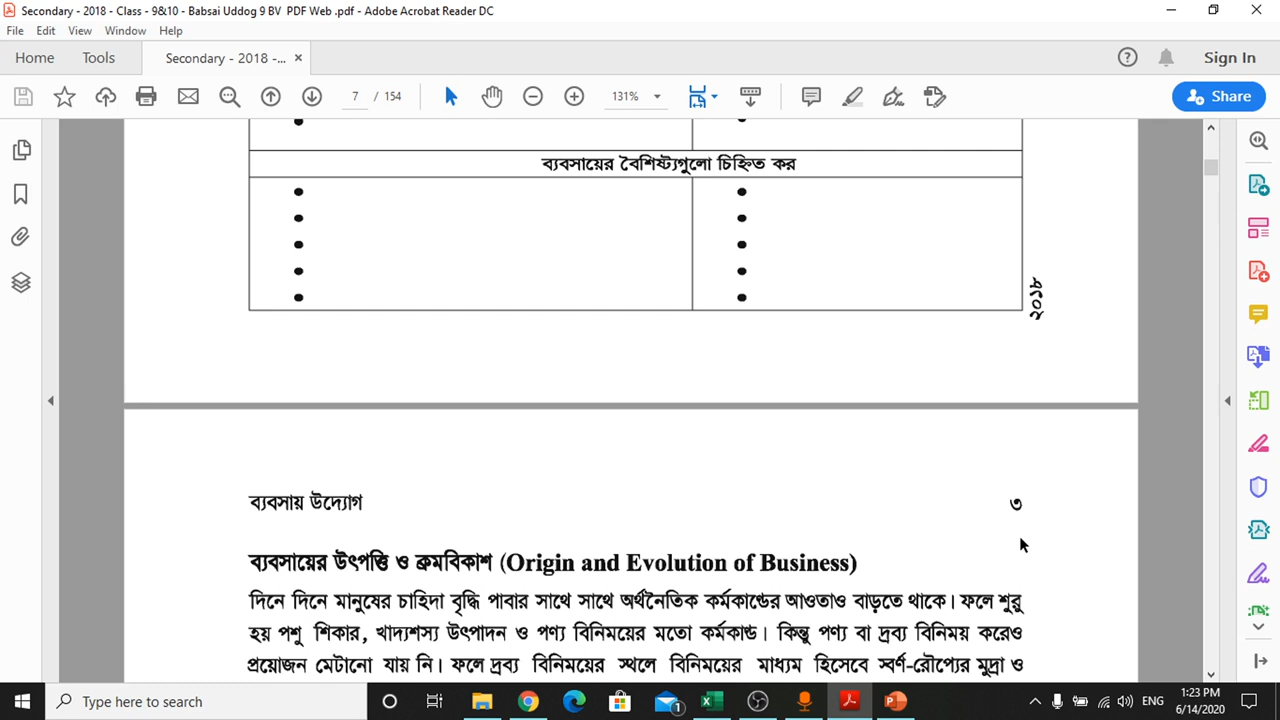 Secondary - 2018 - Class - 9&10 - Babsai Uddog 9 BV PDF Web .pdf - Adobe Acrobat Reader DC
File Edit View Window Help
Home Tools Secondary - 2018 -... ×
Sign In
7 / 154
131%
Share
ব্যবসায়ের বৈশিষ্ট্যগুলো চিহ্নিত কর
২০১৮
ব্যবসায় উদ্যোগ ৩
ব্যবসায়ের উৎপত্তি ও ক্রমবিকাশ (Origin and Evolution of Business)
দিনে দিনে মানুষের চাহিদা বৃদ্ধি পাবার সাথে সাথে অর্থনৈতিক কর্মকান্ডের আওতাও বাড়তে থাকে। ফলে শুরু
হয় পশু শিকার, খাদ্যশস্য উৎপাদন ও পণ্য বিনিময়ের মতো কর্মকান্ড। কিন্তু পণ্য বা দ্রব্য বিনিময় করেও
প্রয়োজন মেটানো যায় নি। ফলে দ্রব্য বিনিময়ের স্থলে বিনিময়ের মাধ্যম হিসেবে স্বর্ণ-রৌপ্যের মুদ্রা ও
Type here to search
1
ENG
1:23 PM
6/14/2020